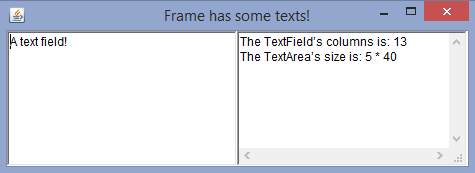 Frame has some texts!
A text field!
The TextField's columns is: 13
The TextArea's size is: 5 * 40